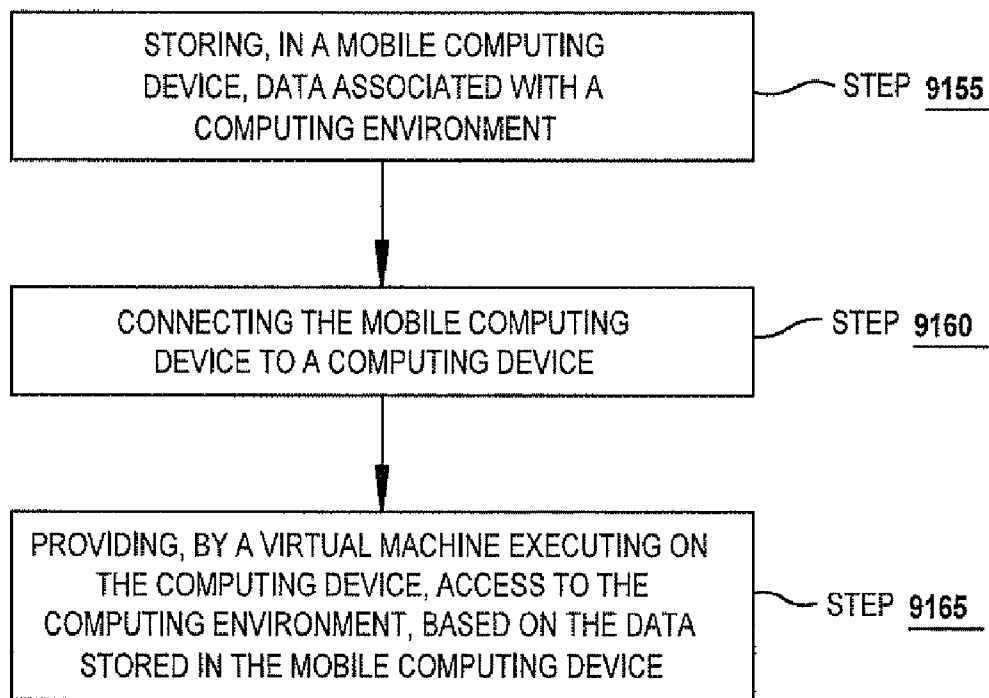 STORING, IN A MOBILE COMPUTING
DEVICE, DATA ASSOCIATED WITH A
COMPUTING ENVIRONMENT
STEP 9155
CONNECTING THE MOBILE COMPUTING
DEVICE TO A COMPUTING DEVICE
STEP 9160
PROVIDING, BY A VIRTUAL MACHINE EXECUTING ON
THE COMPUTING DEVICE, ACCESS TO THE
COMPUTING ENVIRONMENT, BASED ON THE DATA
STORED IN THE MOBILE COMPUTING DEVICE
STEP 9165